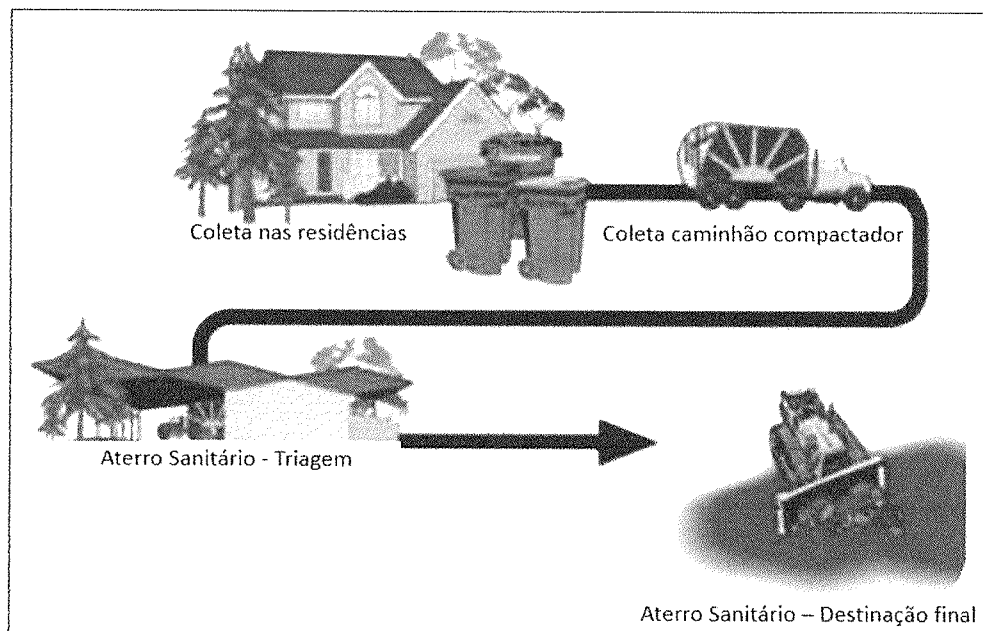 Coleta nas residências
Coleta caminhão compactador
Aterro Sanitário - Triagem
Aterro Sanitário – Destinação final